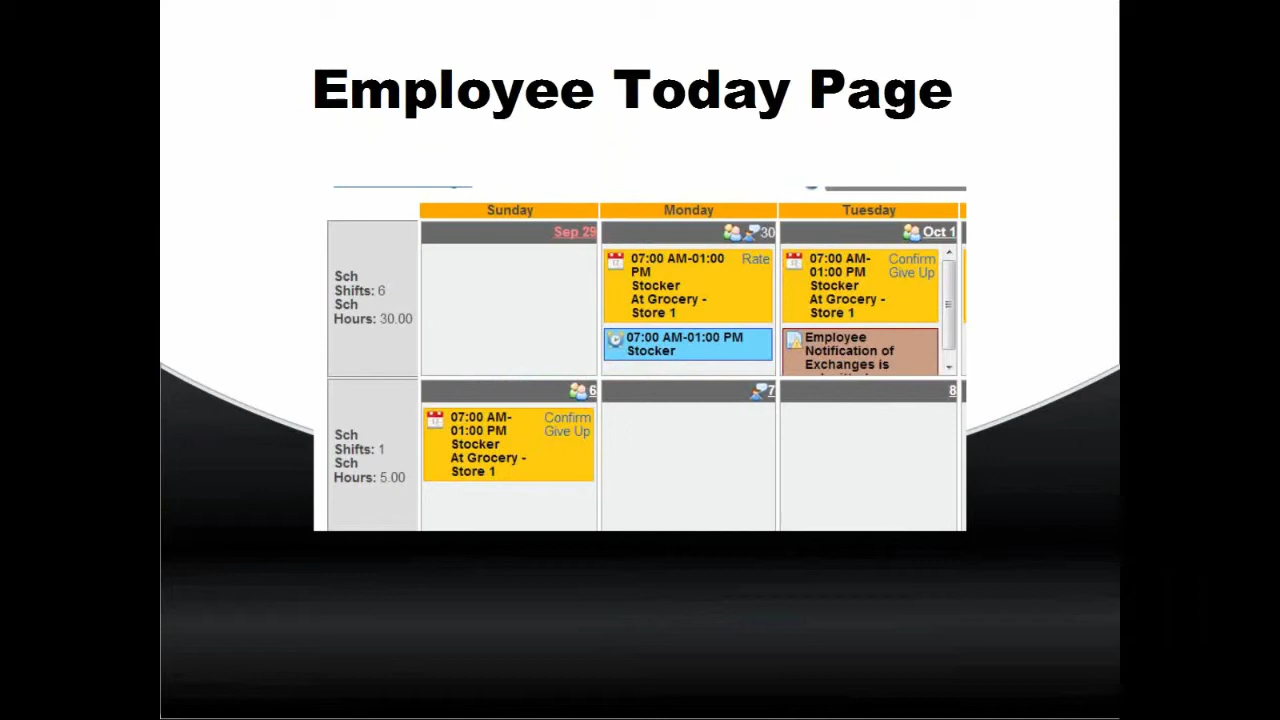 Employee Today Page
Sunday Monday Tuesday
Sep 29 30 Oct 1
Sch
Shifts: 6
Sch
Hours: 30.00
07:00 AM-01:00 Rate
PM
Stocker
At Grocery -
Store 1
07:00 AM-01:00 PM
Stocker
07:00 AM- Confirm
01:00 PM Give Up
Stocker
At Grocery -
Store 1
Employee
Notification of
Exchanges is
6 7 8
Sch
Shifts: 1
Sch
Hours: 5.00
07:00 AM- Confirm
01:00 PM Give Up
Stocker
At Grocery -
Store 1